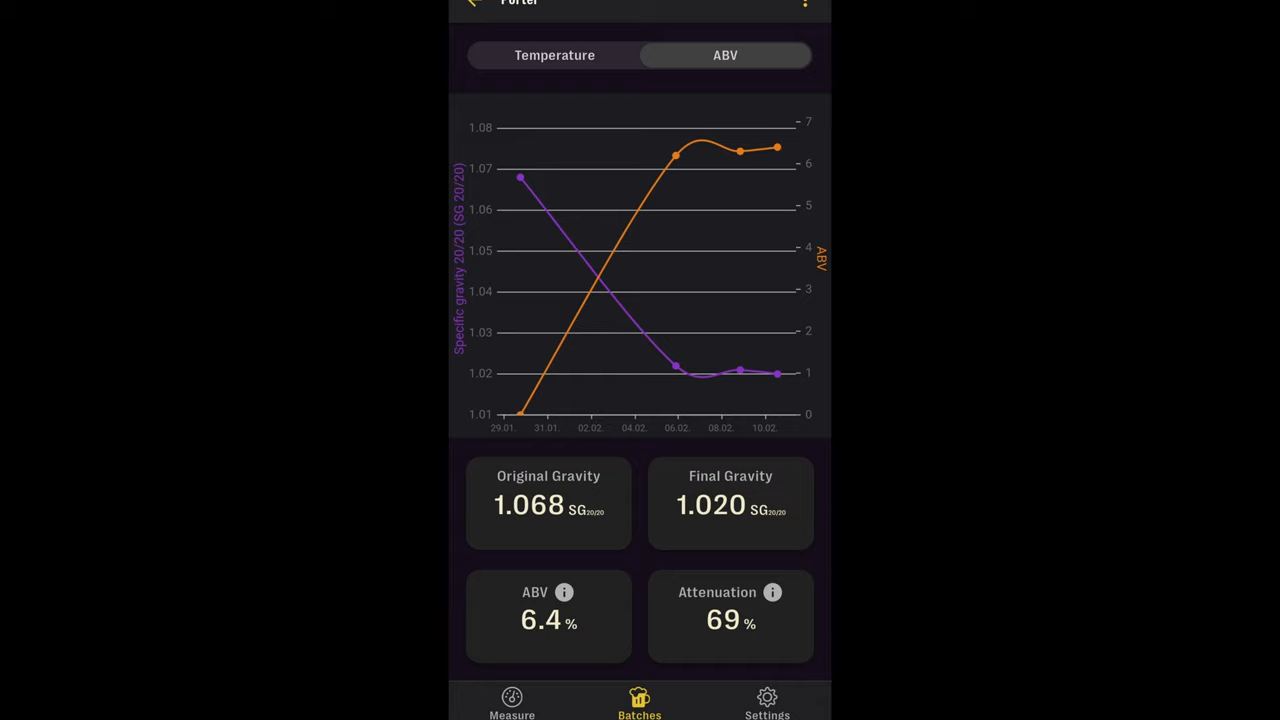 Porter
Temperature
ABV
1.08
1.07
1.06
1.05
1.04
1.03
1.02
1.01
Specific gravity 20/20 (SG 20/20)
7
6
5
4
3
2
1
0
ABV
29.01. 31.01. 02.02. 04.02. 06.02. 08.02. 10.02.
Original Gravity
1.068 SG20/20
Final Gravity
1.020 SG20/20
ABV i
6.4 %
Attenuation i
69 %
Measure
Batches
Settings